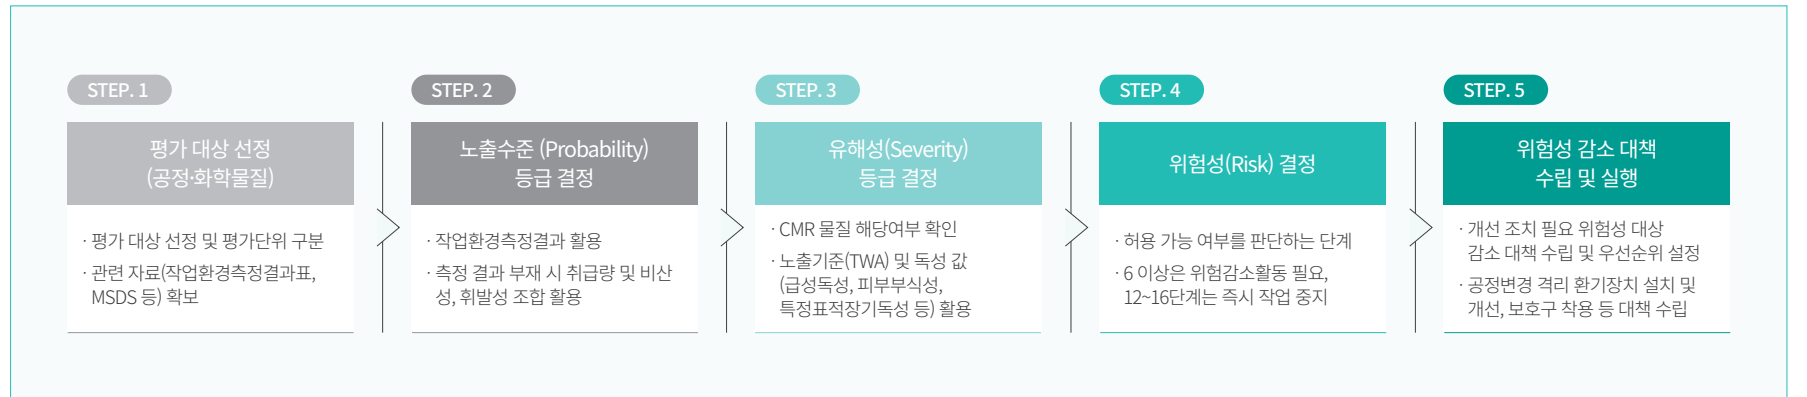 STEP. 1
평가 대상 선정
(공정·화학물질)
· 평가 대상 선정 및 평가단위 구분
· 관련 자료(작업환경측정결과표,
MSDS 등) 확보
STEP. 2
노출수준 (Probability)
등급 결정
· 작업환경측정결과 활용
· 측정 결과 부재 시 취급량 및 비산
성, 휘발성 조합 활용
STEP. 3
유해성(Severity)
등급 결정
· CMR 물질 해당여부 확인
· 노출기준(TWA) 및 독성 값
(급성독성, 피부부식성,
특정표적장기독성 등) 활용
STEP. 4
위험성(Risk) 결정
· 허용 가능 여부를 판단하는 단계
· 6 이상은 위험감소활동 필요,
12~16단계는 즉시 작업 중지
STEP. 5
위험성 감소 대책
수립 및 실행
· 개선 조치 필요 위험성 대상
감소 대책 수립 및 우선순위 설정
· 공정변경 격리 환기장치 설치 및
개선, 보호구 착용 등 대책 수립